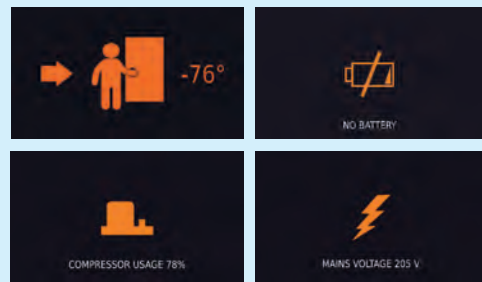 -76°
NO BATTERY
COMPRESSOR USAGE 78%
MAINS VOLTAGE 205 V